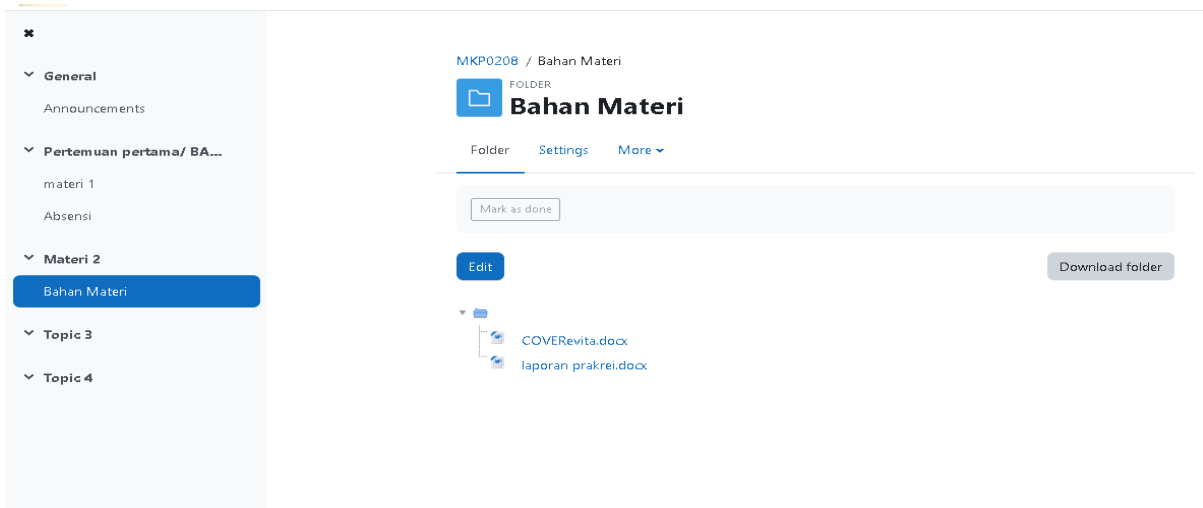 General
Announcements
Pertemuan pertama/ BA...
materi 1
Absensi
Materi 2
Bahan Materi
Topic 3
Topic 4
MKP0208 / Bahan Materi
FOLDER
Bahan Materi
Folder Settings More
Mark as done
Edit Download folder
COVERevita.docx
laporan prakrei.docx